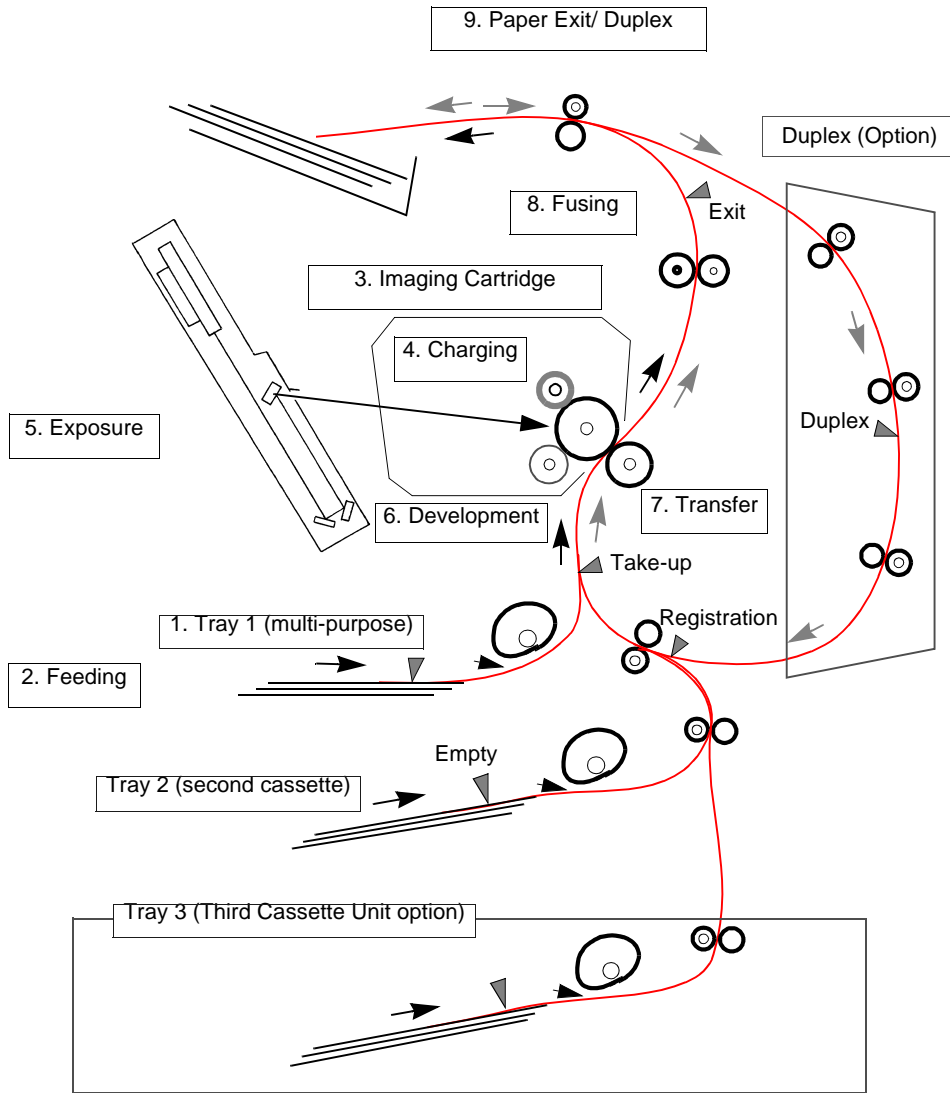 9. Paper Exit/ Duplex
Duplex (Option)
8. Fusing
Exit
3. Imaging Cartridge
4. Charging
5. Exposure
Duplex
6. Development
7. Transfer
Take-up
1. Tray 1 (multi-purpose)
Registration
2. Feeding
Empty
Tray 2 (second cassette)
Tray 3 (Third Cassette Unit option)